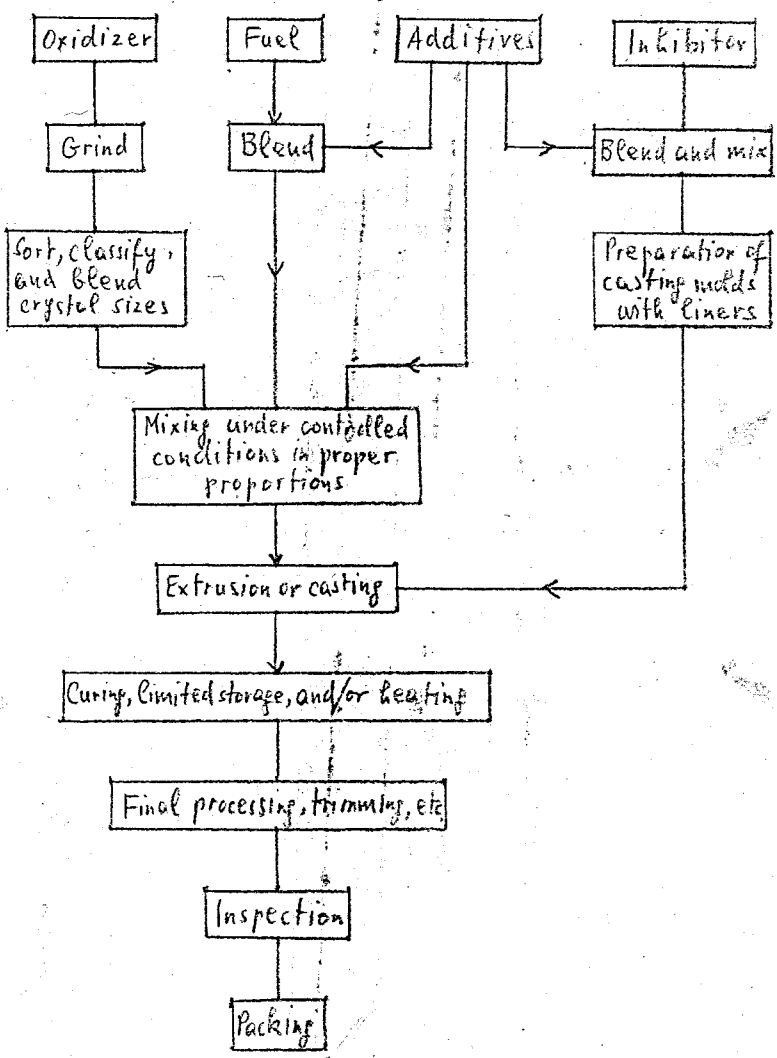 Oxidizer
Fuel
Additives
Inhibitor
Grind
Blend
Blend and mix
Sort, classify,
and blend
crystal sizes
Preparation of
casting molds
with liners
Mixing under controlled
conditions in proper
proportions
Extrusion or casting
Curing, limited storage, and/or heating
Final processing, trimming, etc
Inspection
Packing